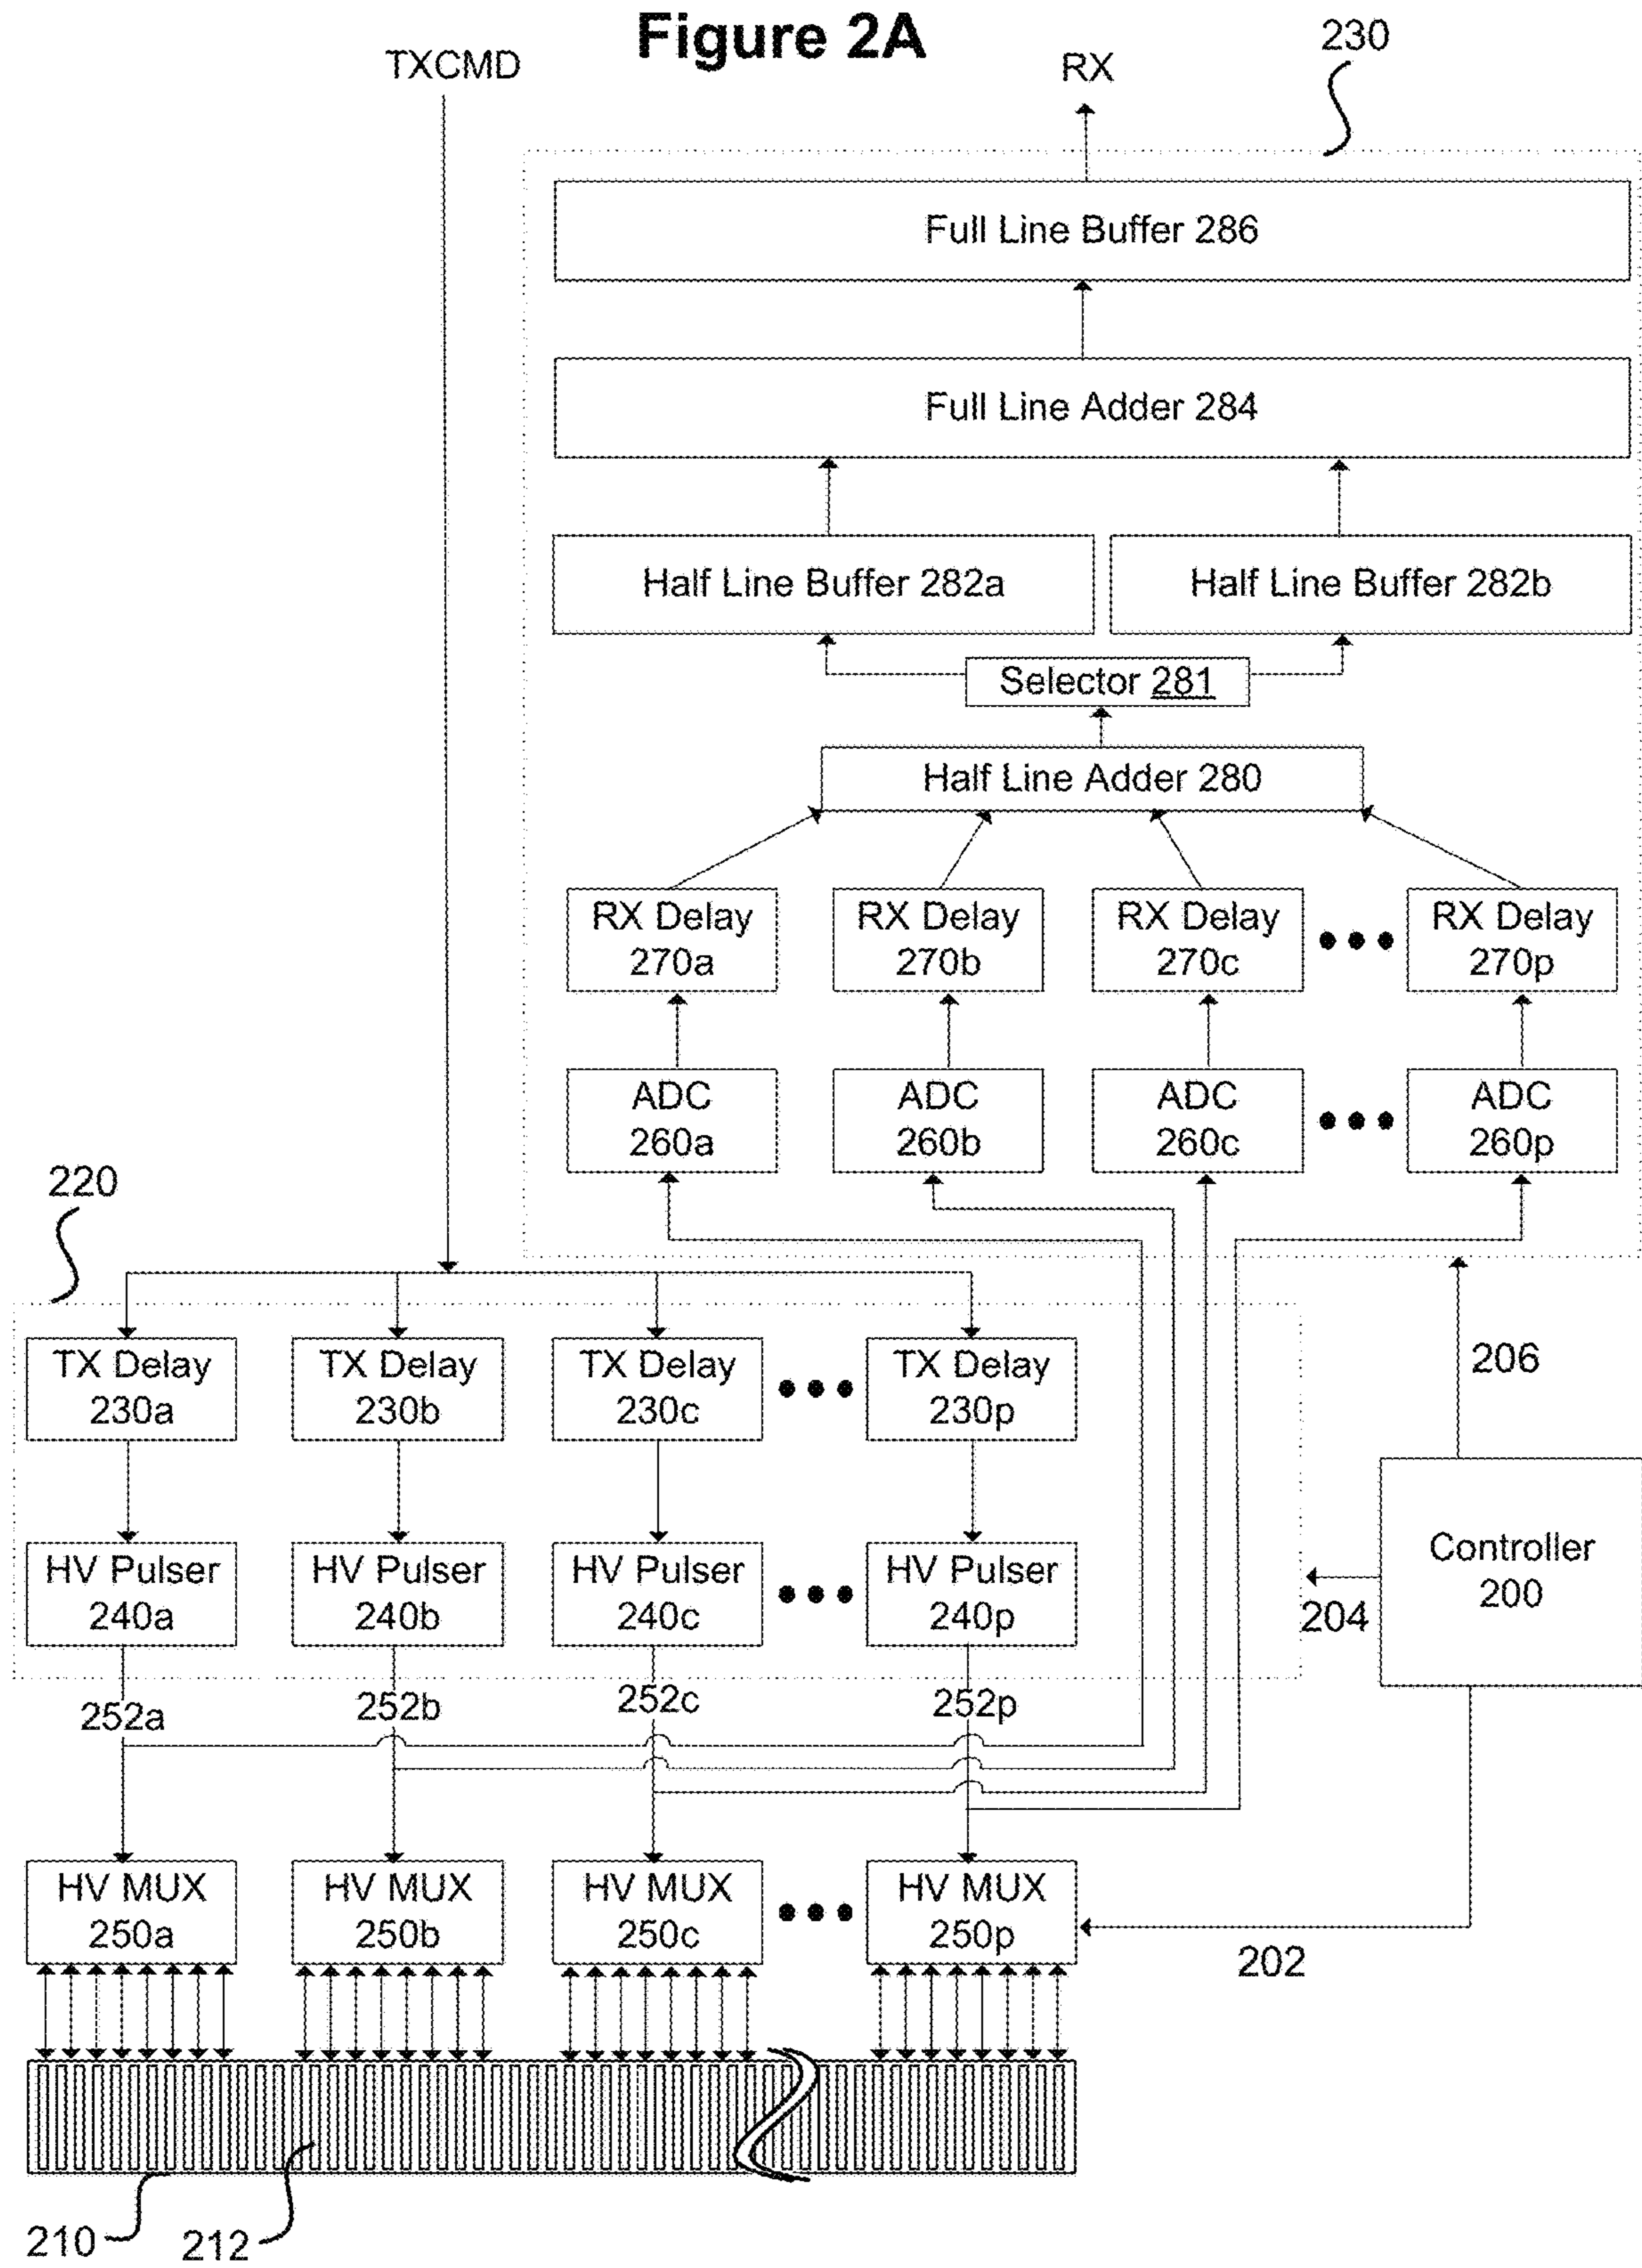 Figure 2A
TXCMD
RX
230
Full Line Buffer 286
Full Line Adder 284
Half Line Buffer 282a
Half Line Buffer 282b
Selector 281
Half Line Adder 280
RX Delay
270a
RX Delay
270b
RX Delay
270c
RX Delay
270p
ADC
260a
ADC
260b
ADC
260c
ADC
260p
220
TX Delay
230a
TX Delay
230b
TX Delay
230c
TX Delay
230p
206
HV Pulser
240a
HV Pulser
240b
HV Pulser
240c
HV Pulser
240p
Controller
200
204
252a
252b
252c
252p
HV MUX
250a
HV MUX
250b
HV MUX
250c
HV MUX
250p
202
210
212